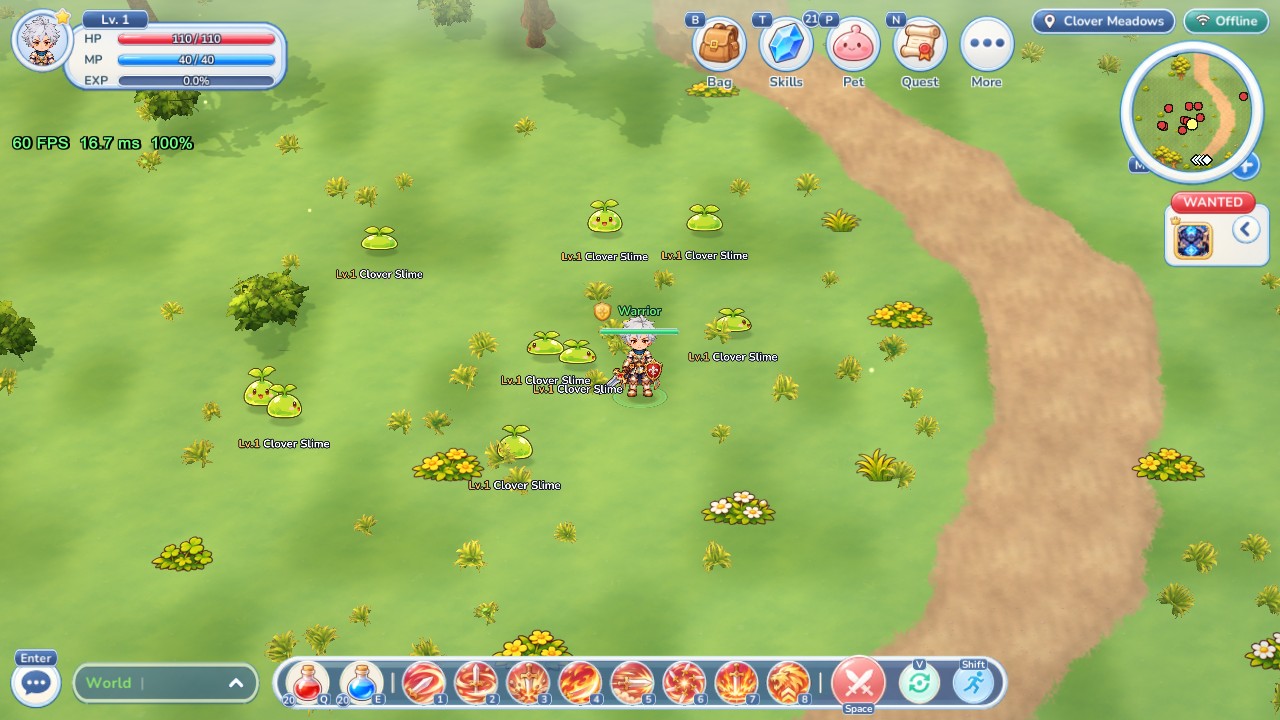 Lv. 1
HP 110 / 110
MP 40 / 40
EXP 0.0%
60 FPS 16.7 ms 100%
B T 21 P N
Bag Skills Pet Quest More
Clover Meadows
Offline
M
WANTED
Lv.1 Clover Slime
Lv.1 Clover Slime
Lv.1 Clover Slime
Warrior
Lv.1 Clover Slime
Lv.1 Clover Slime
Lv.1 Clover Slime
Lv.1 Clover Slime
Lv.1 Clover Slime
Enter
World
20 Q 20 E 1 2 3 4 5 6 7 8
Space
V
Shift